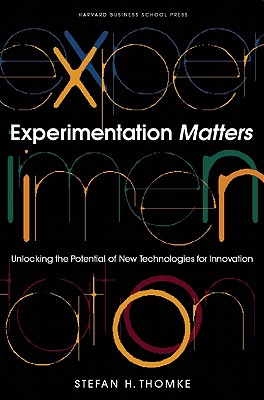 HARVARD BUSINESS SCHOOL PRESS
exper
Experimentation Matters
imen
Unlocking the Potential of New Technologies for Innovation
tation
STEFAN H. THOMKE